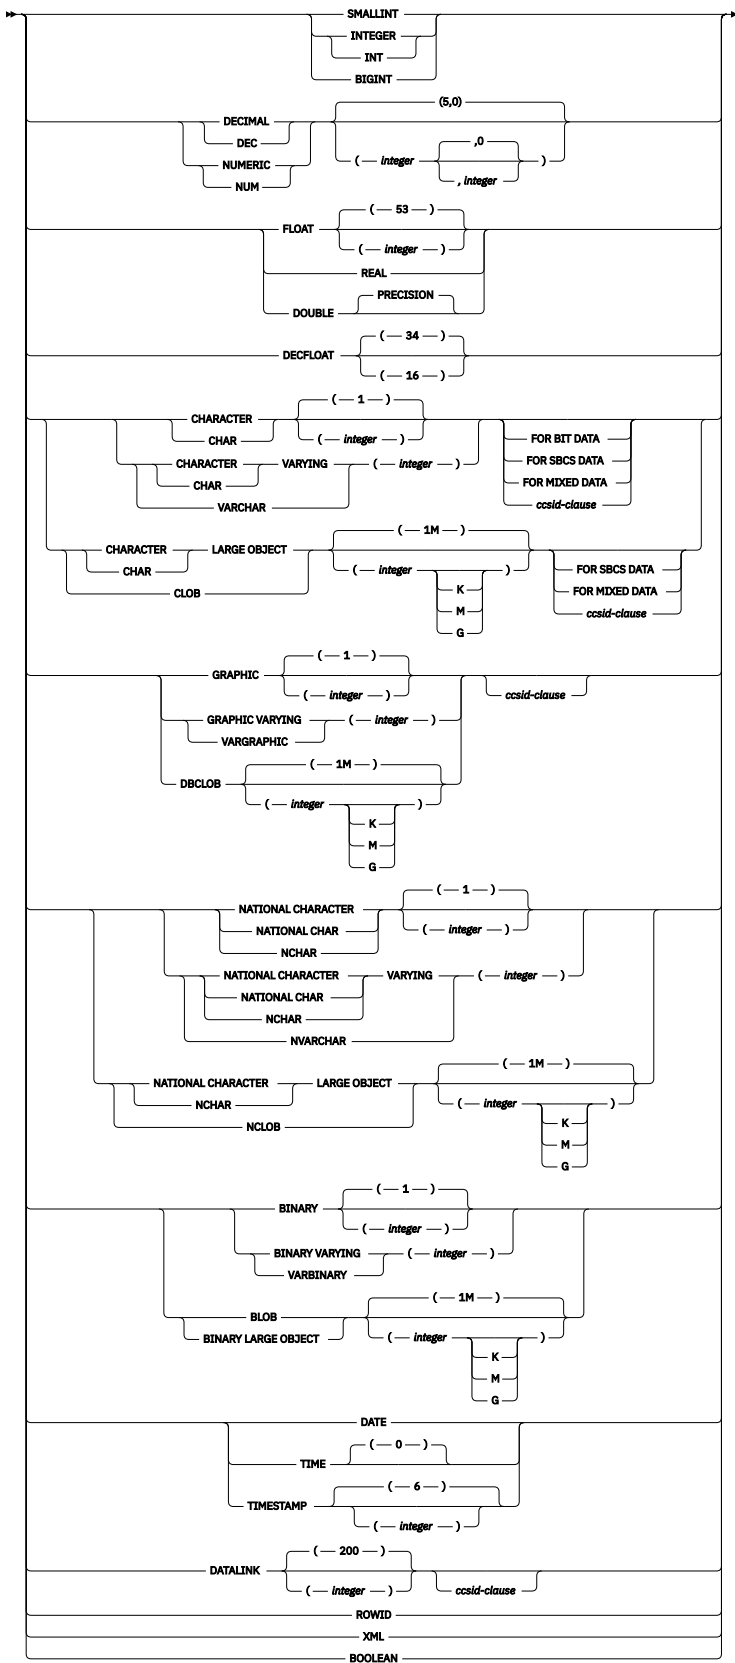 SMALLINT
INTEGER
INT
BIGINT
(5,0)
DECIMAL
,0
DEC
( integer )
NUMERIC
, integer
NUM
( 53 )
FLOAT
( integer )
REAL
PRECISION
DOUBLE
( 34 )
DECFLOAT
( 16 )
( 1 )
CHARACTER
CHAR ( integer ) FOR BIT DATA
CHARACTER VARYING ( integer ) FOR SBCS DATA
CHAR FOR MIXED DATA
VARCHAR ccsid-clause
( 1M )
CHARACTER LARGE OBJECT
CHAR ( integer ) FOR SBCS DATA
CLOB K FOR MIXED DATA
M ccsid-clause
G
( 1 )
GRAPHIC
( integer ) ccsid-clause
GRAPHIC VARYING ( integer )
VARGRAPHIC
( 1M )
DBCLOB
( integer )
K
M
G
( 1 )
NATIONAL CHARACTER
NATIONAL CHAR ( integer )
NCHAR
NATIONAL CHARACTER VARYING ( integer )
NATIONAL CHAR
NCHAR
NVARCHAR
( 1M )
NATIONAL CHARACTER LARGE OBJECT
NCHAR ( integer )
NCLOB K
M
G
( 1 )
BINARY
( integer )
BINARY VARYING ( integer )
VARBINARY
( 1M )
BLOB
BINARY LARGE OBJECT ( integer )
K
M
G
DATE
( 0 )
TIME
( 6 )
TIMESTAMP
( integer )
( 200 )
DATALINK
( integer ) ccsid-clause
ROWID
XML
BOOLEAN